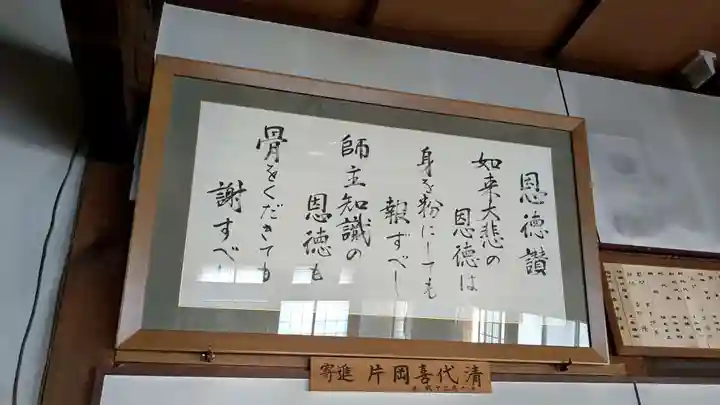 恩徳讃
如来大悲の
恩徳は
身を粉にしても
報ずべし
師主知識の
恩徳も
骨をくだきても
謝すべし
寄進 片岡喜代清